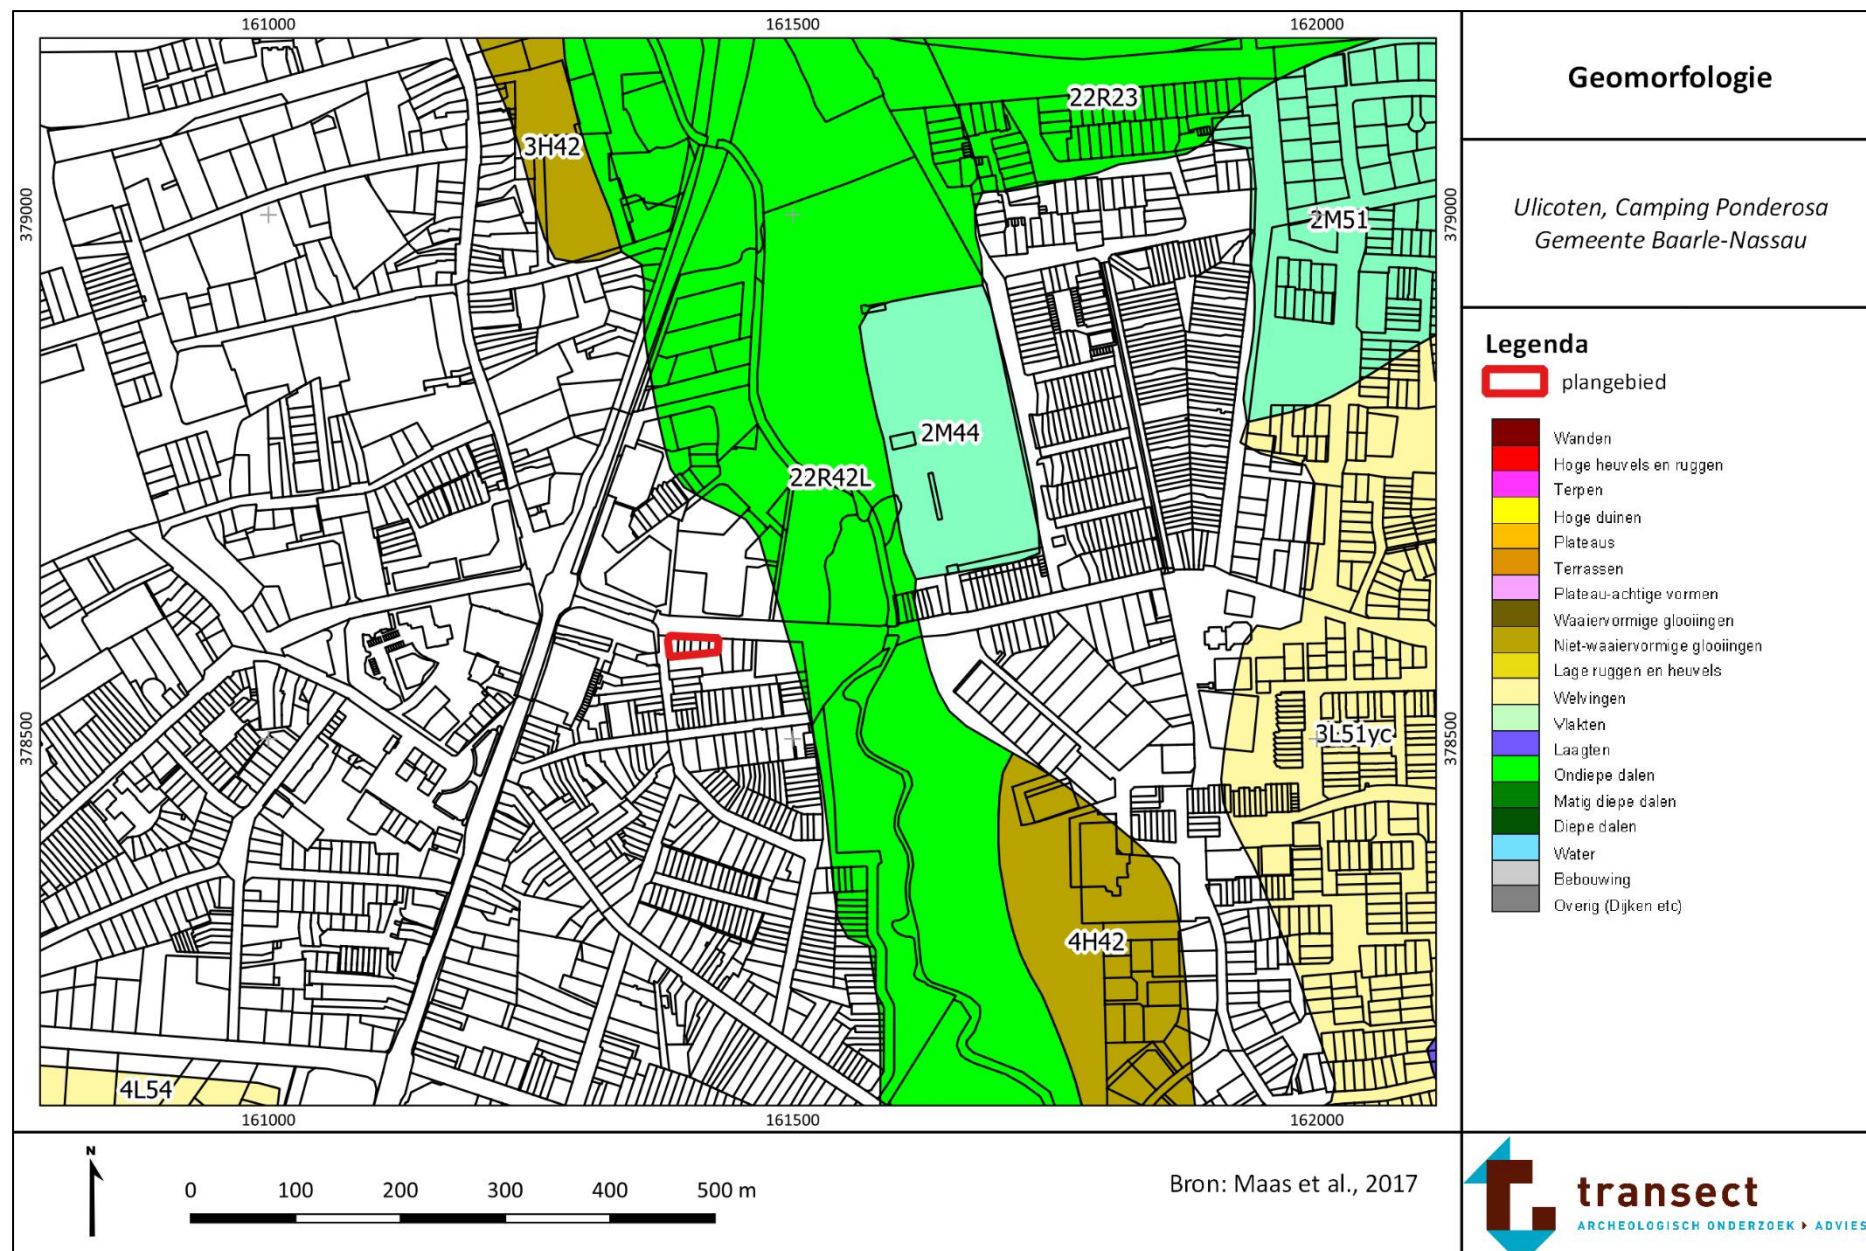 161000 161500 162000
379000
379000
378500
378500
3H42
22R23
2M51
2M44
22R42L
3L51yc
4H42
4L54
161000 161500 162000
Geomorfologie
Ulicoten, Camping Ponderosa
Gemeente Baarle-Nassau
Legenda
plangebied
Wanden
Hoge heuvels en ruggen
Terpen
Hoge duinen
Plateaus
Terrassen
Plateau-achtige vormen
Waaiervormige glooiingen
Niet-waaiervormige glooiingen
Lage ruggen en heuvels
Welvingen
Vlakten
Laagten
Ondiepe dalen
Matig diepe dalen
Diepe dalen
Water
Bebouwing
Overig (Dijken etc)
N
0 100 200 300 400 500 m
Bron: Maas et al., 2017
transect
ARCHEOLOGISCH ONDERZOEK ▸ ADVIES